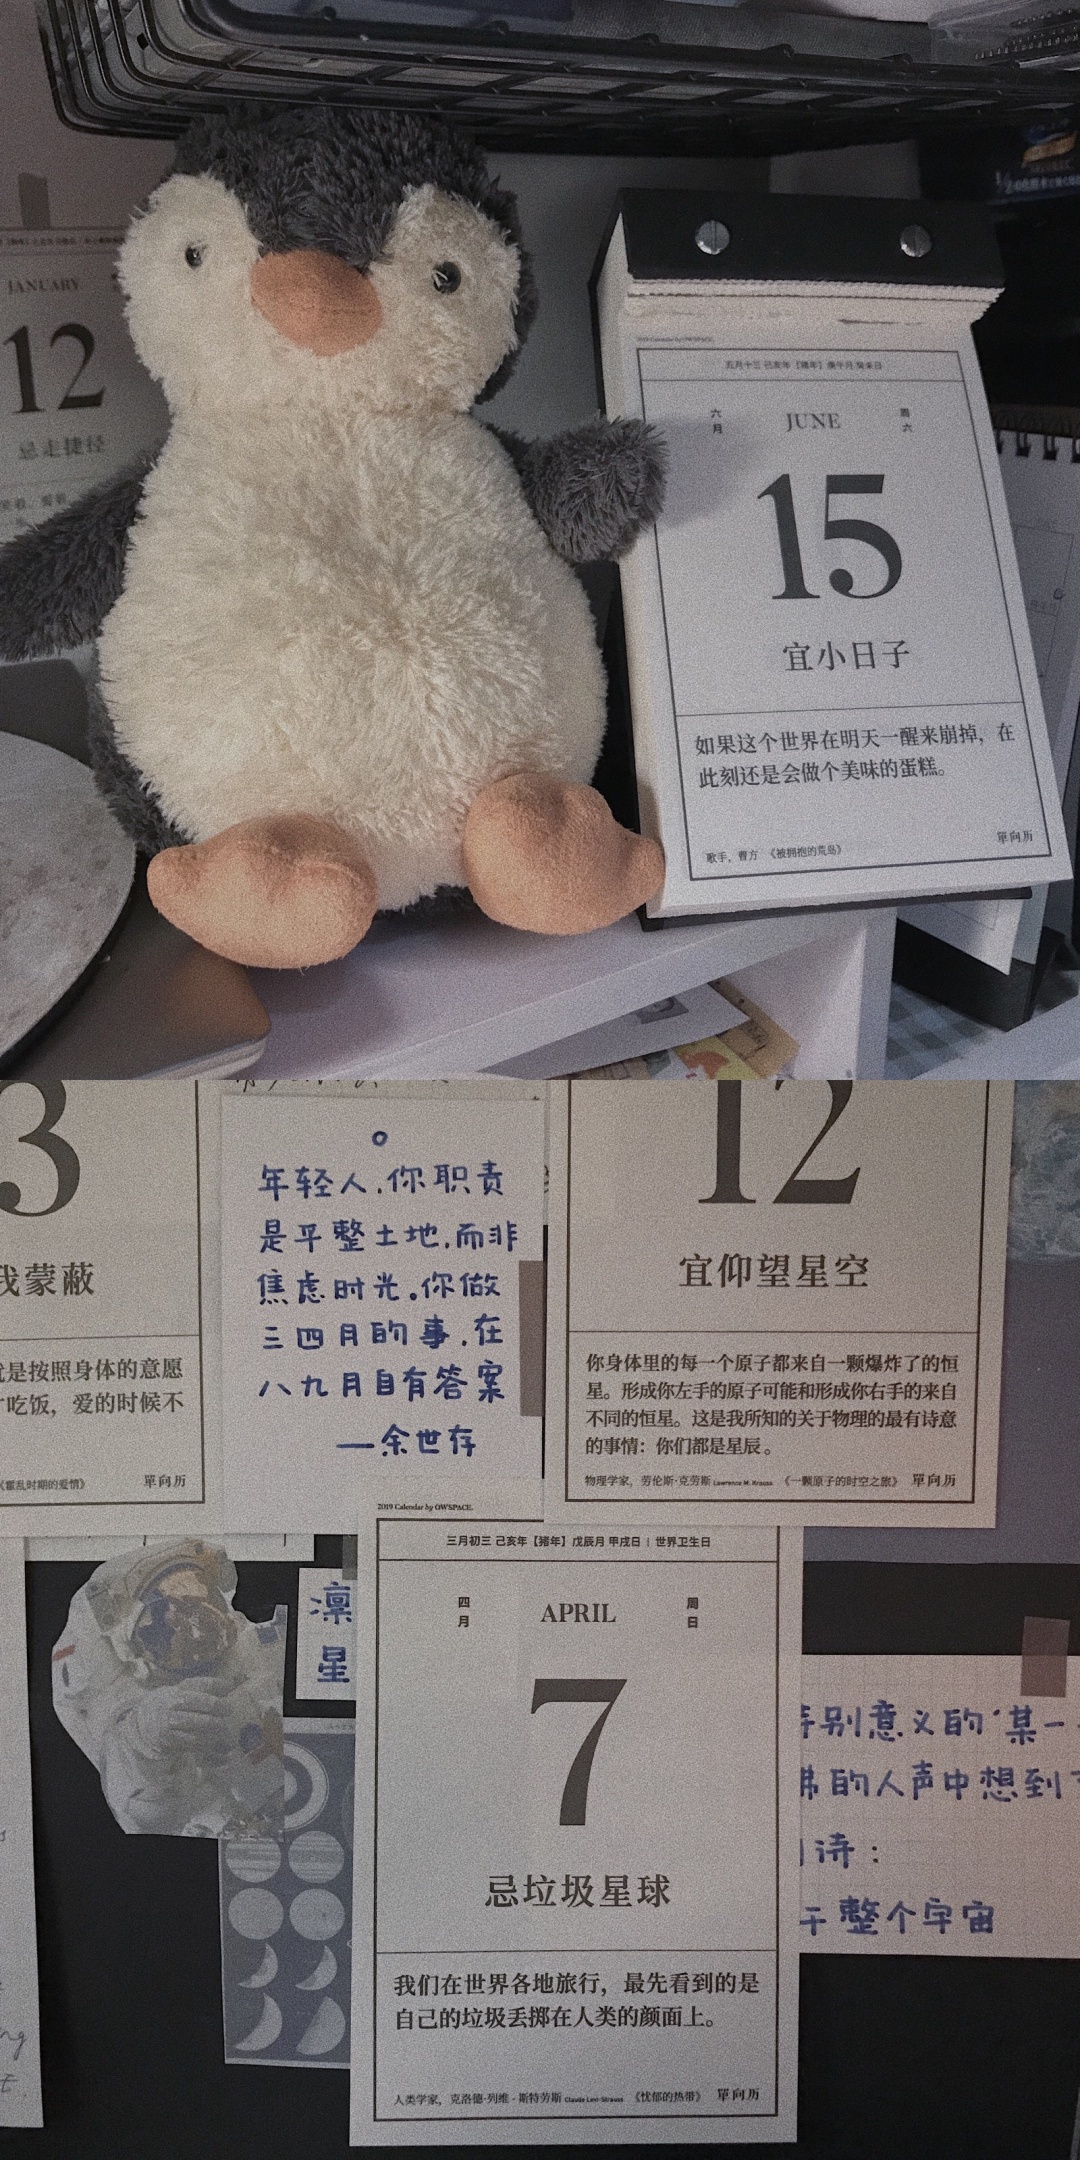 JANUARY
12
忌走捷径
五月十三 己亥年【猪年】庚午月 癸未日
六月
JUNE
周六
15
宜小日子
如果这个世界在明天一醒来崩掉，在
此刻还是会做个美味的蛋糕。
單向历
歌手，曹方 《被拥抱的荒岛》
3
我蒙蔽
就是按照身体的意愿
吃饭，爱的时候不
《霍乱时期的爱情》
單向历
年轻人.你职责
是平整土地.而非
焦虑时光.你做
三四月的事.在
八九月自有答案
—余世存
12
宜仰望星空
你身体里的每一个原子都来自一颗爆炸了的恒
星。形成你左手的原子可能和形成你右手的来自
不同的恒星。这是我所知的关于物理的最有诗意
的事情：你们都是星辰。
物理学家，劳伦斯·克劳斯 Lawrence M. Krauss 《一颗原子的时空之旅》 單向历
2019 Calendar by OWSPACE.
三月初三 己亥年【猪年】戊辰月 甲戌日 | 世界卫生日
四月
APRIL
周日
7
忌垃圾星球
我们在世界各地旅行，最先看到的是
自己的垃圾丢掷在人类的颜面上。
人类学家，克洛德·列维-斯特劳斯 Claude Levi-Strauss 《忧郁的热带》 單向历
凛
星
别意义的‘某一
的人声中想到
诗：
于整个宇宙